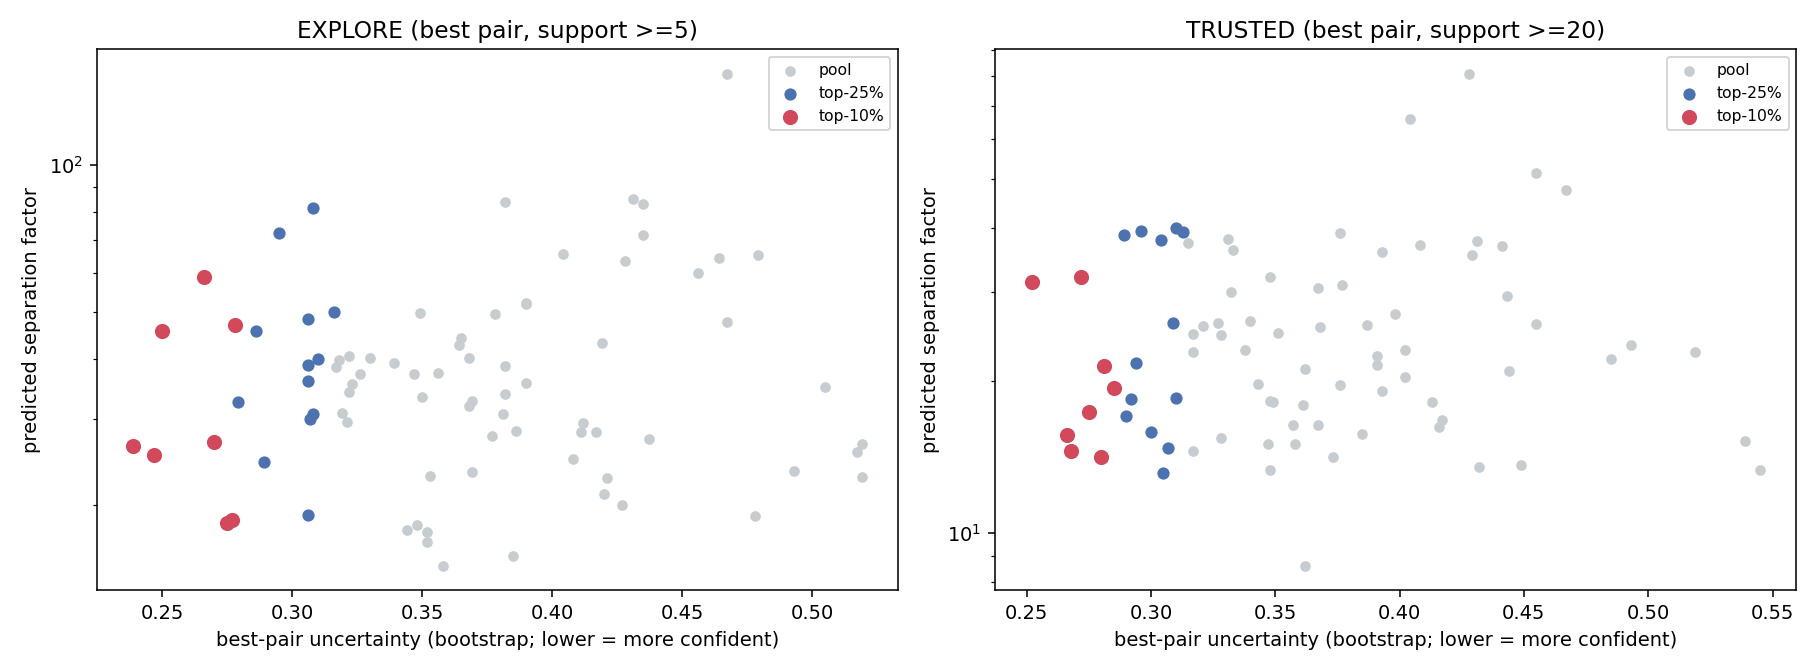 EXPLORE (best pair, support >=5)
predicted separation factor
10²
pool
top-25%
top-10%
0.25 0.30 0.35 0.40 0.45 0.50
best-pair uncertainty (bootstrap; lower = more confident)
TRUSTED (best pair, support >=20)
predicted separation factor
10¹
pool
top-25%
top-10%
0.25 0.30 0.35 0.40 0.45 0.50 0.55
best-pair uncertainty (bootstrap; lower = more confident)